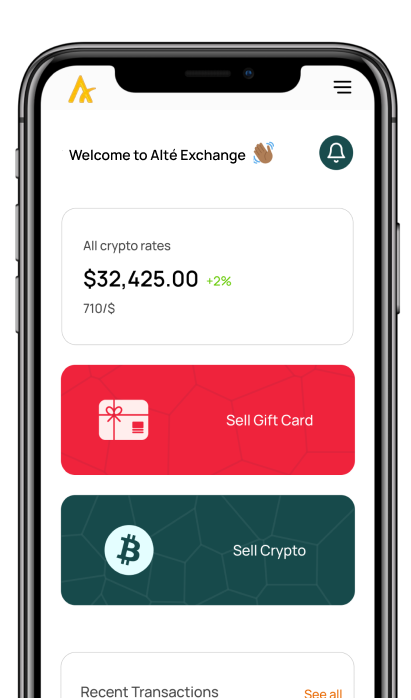 Welcome to Alté Exchange
All crypto rates
$32,425.00 +2%
710/$
Sell Gift Card
Sell Crypto
Recent Transactions
See all